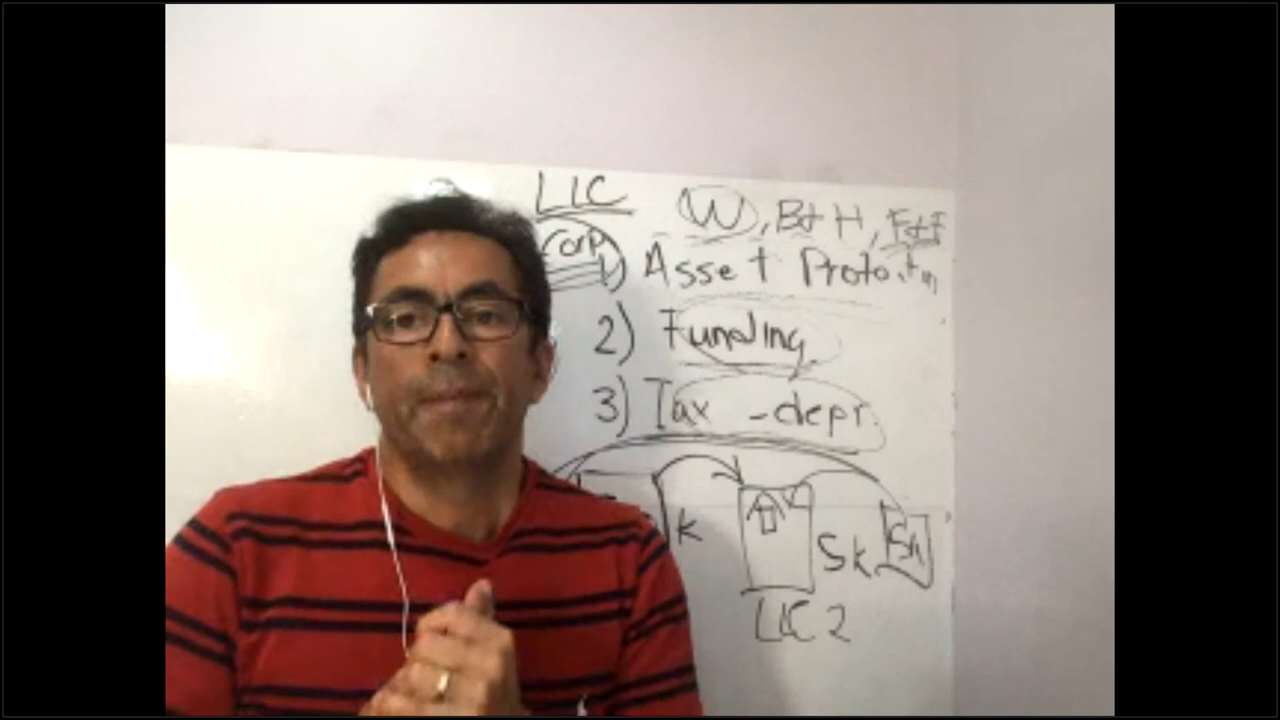 LLC W, B+H, F+F
Corp
1) Asset Protection
2) Funding
3) Tax -depr.
k
5k
LLC 2